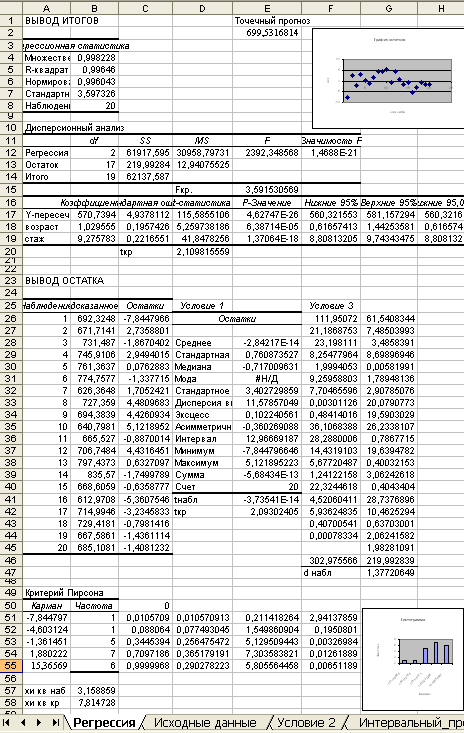 A B C D E F G H
1 ВЫВОД ИТОГОВ Точечный прогноз
2 699,5316814
3 рессионная статистика
4 Множестве 0,998228
5 R-квадрат 0,99646
6 Нормирова 0,996043
7 Стандартн 3,597326
8 Наблюдени 20
9
10 Дисперсионный анализ
11 df SS MS F Значимость F
12 Регрессия 2 61917,595 30958,79731 2392,348568 1,4688E-21
13 Остаток 17 219,99284 12,94075525
14 Итого 19 62137,587
15 Fкр. 3,591530569
16 Коэффициен дартная оши t-статистика P-Значение Нижние 95% Верхние 95% ижние 95,0
17 Y-пересеч 570,7394 4,9378112 115,5855106 4,62747E-26 560,321553 581,157294 560,3216
18 возраст 1,029555 0,1957426 5,259738186 6,38714E-05 0,61657413 1,44253581 0,616574
19 стаж 9,275783 0,2216551 41,8478256 1,37064E-18 8,80813205 9,74343475 8,808132
20 tкр 2,109815559
21
22
23 ВЫВОД ОСТАТКА
24
25 Наблюдение дсказанное Остатки Условие 1 Условие 3
26 1 692,3248 -7,8447966 Остатки 111,95072 61,5408344
27 2 671,7141 2,7358801 21,1868753 7,48503993
28 3 731,487 -1,8670402 Среднее -2,84217E-14 23,198111 3,4858391
29 4 745,9106 2,9494015 Стандартная 0,760873527 8,25477964 8,69896946
30 5 761,3637 0,0762883 Медиана -0,717009631 1,9994053 0,00581991
31 6 774,7577 -1,337715 Мода #Н/Д 9,25958803 1,78948136
32 7 626,3648 1,7052421 Стандартное 3,402729859 7,70465596 2,90785076
33 8 727,359 4,4809683 Дисперсия вы 11,57857049 0,00311126 20,0790773
34 9 694,3839 4,4260934 Эксцесс 0,102240561 0,48414016 19,5903029
35 10 640,7981 5,1218952 Асимметричн -0,360269088 36,1068388 26,2338107
36 11 665,527 -0,8870014 Интервал 12,96669187 28,2880006 0,7867715
37 12 706,7484 4,4316451 Минимум -7,844796646 14,4319103 19,6394782
38 13 797,4373 0,6327097 Максимум 5,121895223 5,67720487 0,40032153
39 14 835,57 -1,7499789 Сумма -5,68434E-13 1,24122158 3,06242618
40 15 668,6059 -0,6358777 Счет 20 22,3244618 0,4043404
41 16 612,9708 -5,3607546 tнабл -3,73541E-14 4,52060411 28,7376896
42 17 714,9946 -3,2345833 tкр 2,09302405 5,93624835 10,4625294
43 18 729,4181 -0,7981416 0,40700541 0,63703001
44 19 667,5861 -1,4361114 0,00078334 2,06241582
45 20 685,1081 -1,4081232 1,98281091
46 302,975566 219,992839
47 d набл 1,37720649
48
49 Критерий Пирсона
50 Карман Частота 0
51 -7,844797 1 0,0105709 0,010570913 0,211418264 2,94137859
52 -4,603124 1 0,088064 0,077493045 1,549860904 0,1950801
53 -1,361451 5 0,3445394 0,256475472 5,129509443 0,00326984
54 1,880222 7 0,7097186 0,365179191 7,303583821 0,01261889
55 15,36569 6 0,9999968 0,290278223 5,805564458 0,00651189
56
57 хи кв наб 3,158859
58 хи кв кр 7,814728
Регрессия Исходные данные Условие 2 Интервальный_про